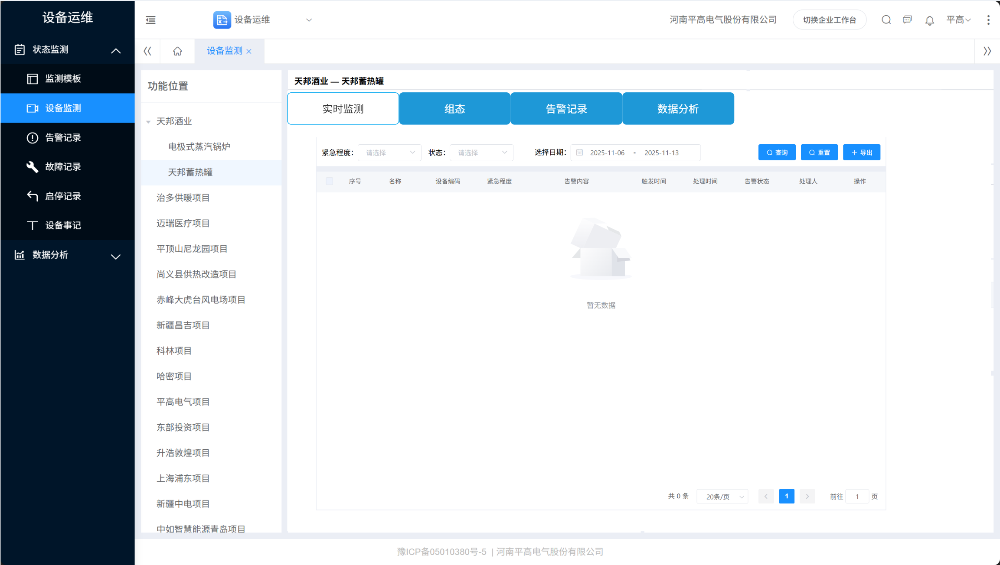 设备运维
状态监测
监测模板
设备监测
告警记录
故障记录
启停记录
设备事记
数据分析
设备运维
河南平高电气股份有限公司
切换企业工作台
平高
设备监测
功能位置
天邦酒业
电极式蒸汽锅炉
天邦蓄热罐
治多供暖项目
迈瑞医疗项目
平顶山尼龙园项目
尚义县供热改造项目
赤峰大虎台风电场项目
新疆昌吉项目
科林项目
哈密项目
平高电气项目
东部投资项目
升浩敦煌项目
上海浦东项目
新疆中电项目
中如智慧能源青岛项目
天邦酒业 — 天邦蓄热罐
实时监测 组态 告警记录 数据分析
紧急程度: 请选择 状态: 请选择 选择日期: 2025-11-06 - 2025-11-13 查询 重置 导出
序号 名称 设备编码 紧急程度 告警内容 触发时间 处理时间 告警状态 处理人 操作
暂无数据
共 0 条 20条/页 1 前往 1 页
豫ICP备05010380号-5 | 河南平高电气股份有限公司